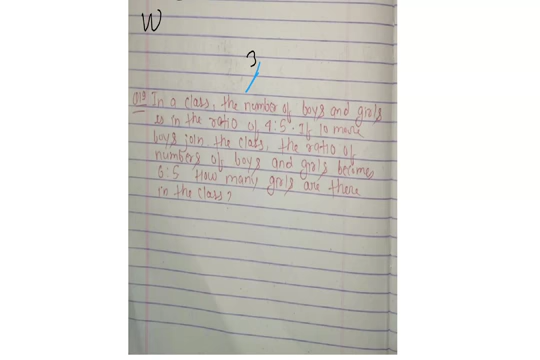 W
3
Q19 In a class, the number of boys and girls
is in the ratio of 4:5. If 10 more
boys join the class, the ratio of
numbers of boys and girls becomes
6:5 How many girls are there
in the class?